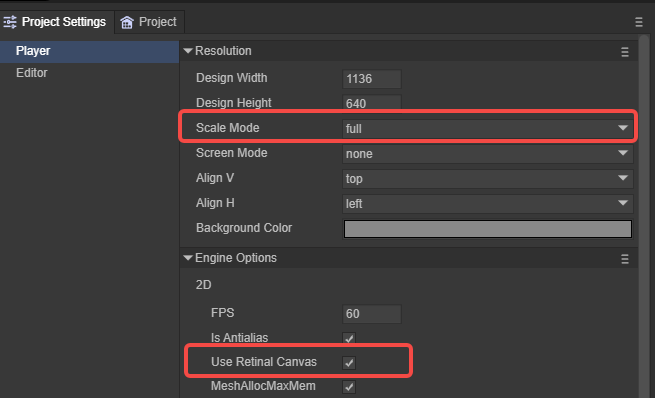 Project Settings Project
Player
Editor
Resolution
Design Width 1136
Design Height 640
Scale Mode full
Screen Mode none
Align V top
Align H left
Background Color
Engine Options
2D
FPS 60
Is Antialias
Use Retinal Canvas
MeshAllocMaxMem